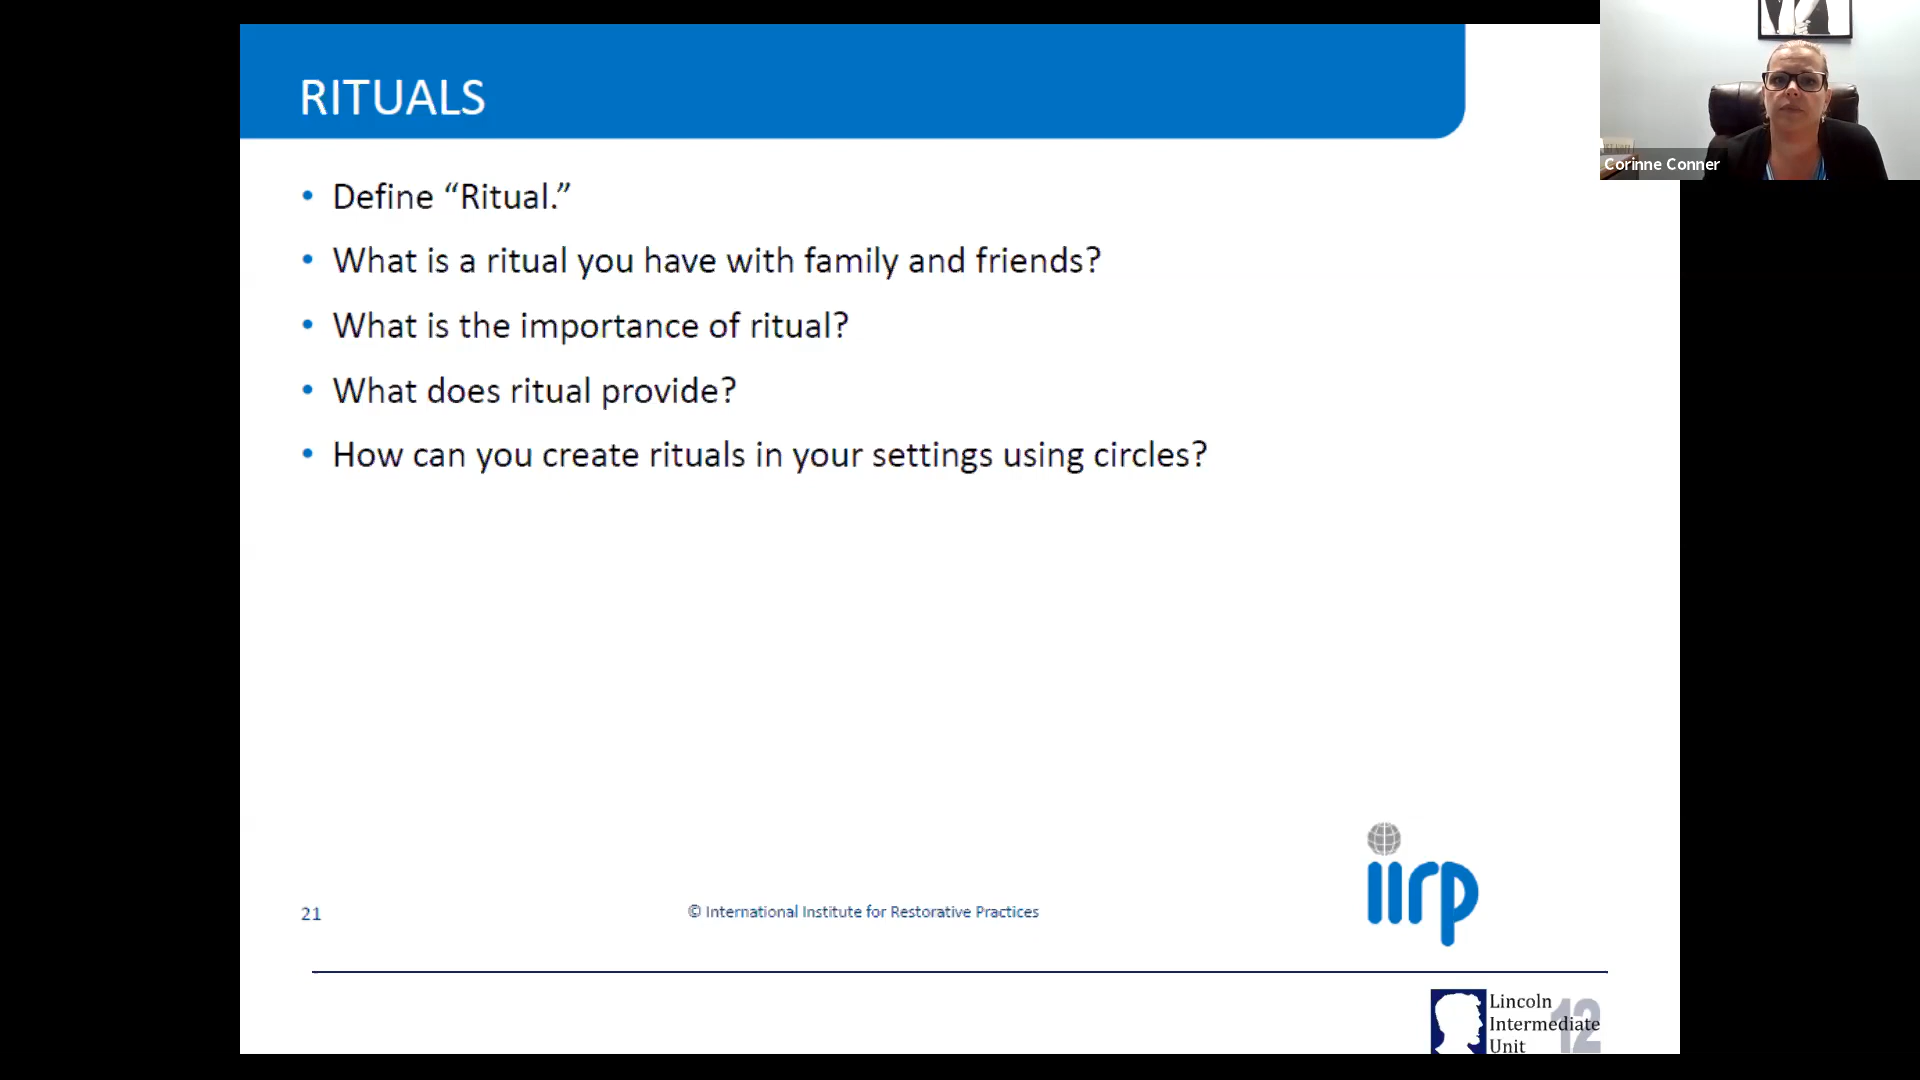 RITUALS
Corinne Conner
• Define “Ritual.”
• What is a ritual you have with family and friends?
• What is the importance of ritual?
• What does ritual provide?
• How can you create rituals in your settings using circles?
iirp
21
© International Institute for Restorative Practices
Lincoln
Intermediate
Unit
12